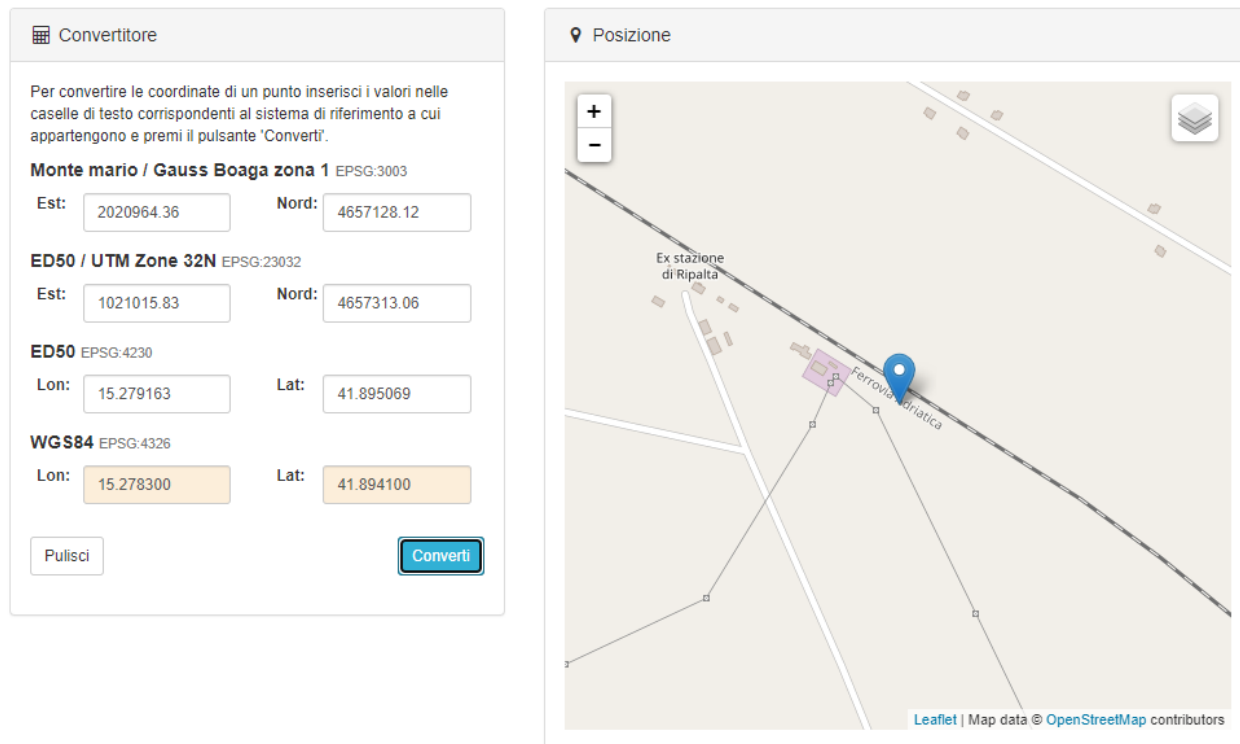 Convertitore
Per convertire le coordinate di un punto inserisci i valori nelle
caselle di testo corrispondenti al sistema di riferimento a cui
appartengono e premi il pulsante 'Converti'.
Monte mario / Gauss Boaga zona 1 EPSG:3003
Est: 2020964.36 Nord: 4657128.12
ED50 / UTM Zone 32N EPSG:23032
Est: 1021015.83 Nord: 4657313.06
ED50 EPSG:4230
Lon: 15.279163 Lat: 41.895069
WGS84 EPSG:4326
Lon: 15.278300 Lat: 41.894100
Pulisci Converti
Posizione
+
-
Ex stazione
di Ripalta
Ferrovia Adriatica
Leaflet | Map data © OpenStreetMap contributors